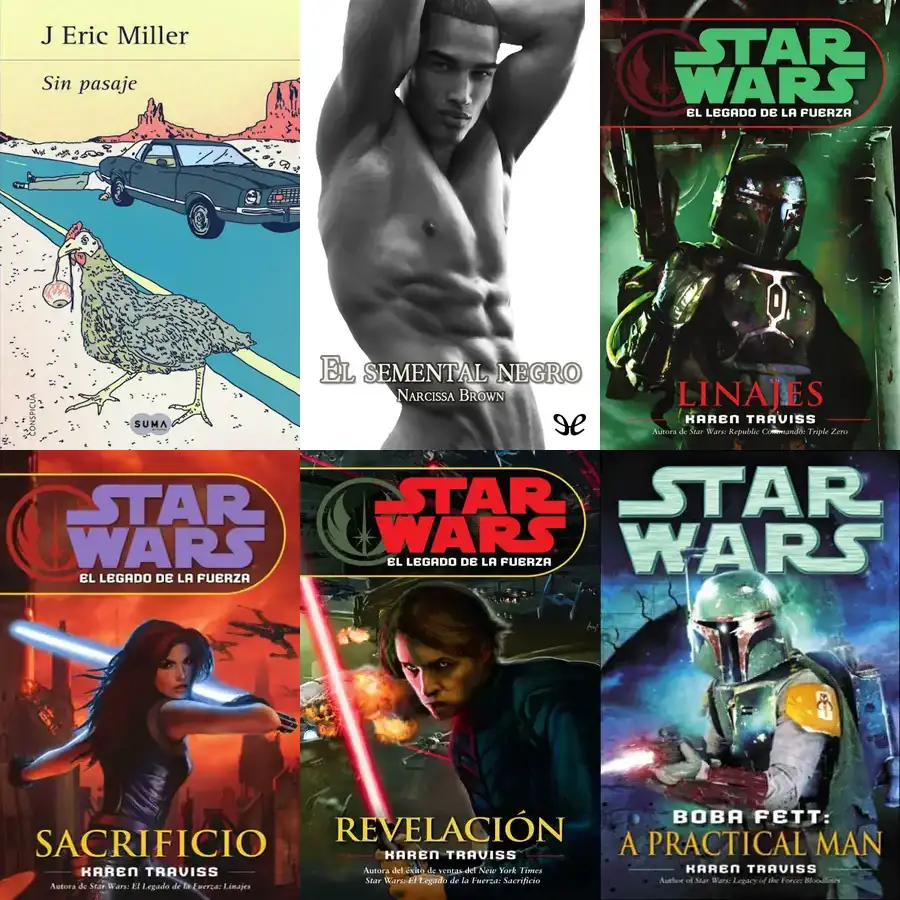 J Eric Miller
Sin pasaje
CONSPICUA
SUMA
EL SEMENTAL NEGRO
NARCISSA BROWN
STAR
WARS
EL LEGADO DE LA FUERZA
LINAJES
KAREN TRAVISS
Autora de Star Wars: Republic Commando: Triple Zero
STAR
WARS
EL LEGADO DE LA FUERZA
SACRIFICIO
KAREN TRAVISS
Autora de Star Wars: El Legado de la Fuerza: Linajes
STAR
WARS
EL LEGADO DE LA FUERZA
REVELACIÓN
KAREN TRAVISS
Autora del éxito de ventas del New York Times
Star Wars: El Legado de la Fuerza: Sacrificio
STAR
WARS
BOBA FETT:
A PRACTICAL MAN
KAREN TRAVISS
Author of Star Wars: Legacy of the Force: Bloodlines